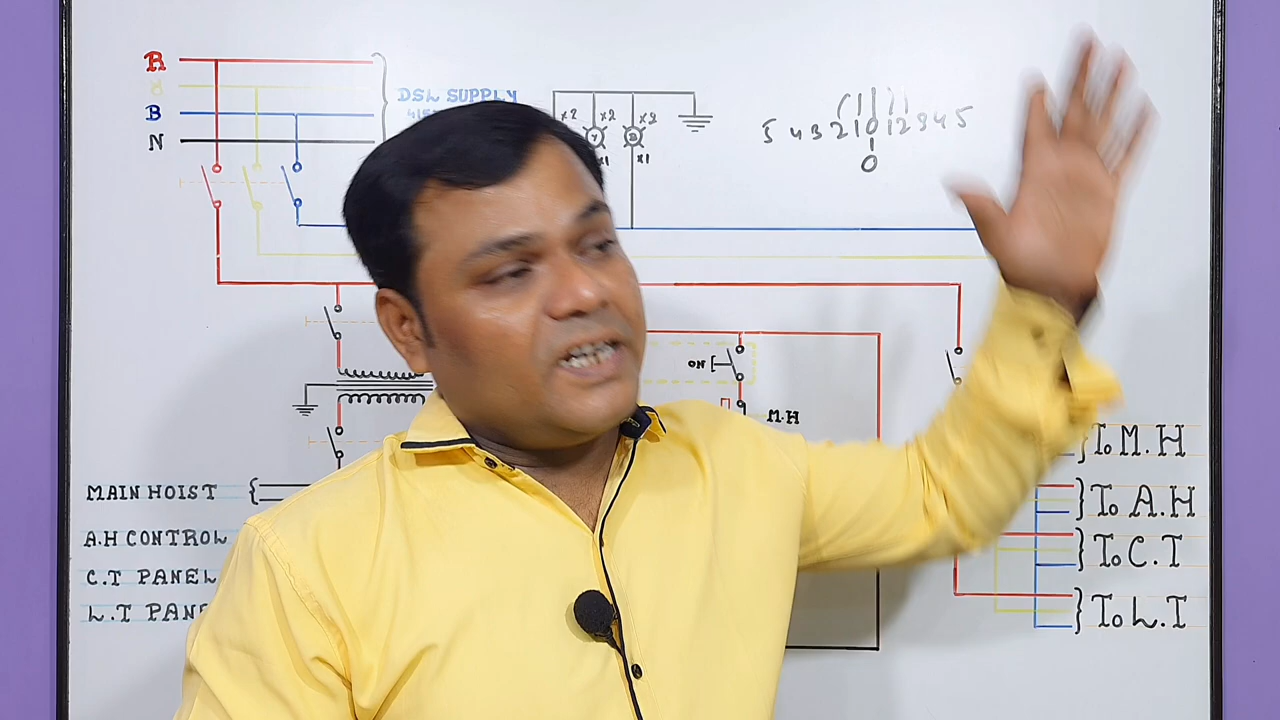 R
DSL SUPPLY
Y
B
N
x2 x2 x2
Y B
x1 x1
5 4 3 2 1 0 1 2 3 4 5
0
ON
M.H
To M.H
MAIN HOIST
To A.H
A.H CONTROL
To C.T
C.T PANEL
L.T
To L.T